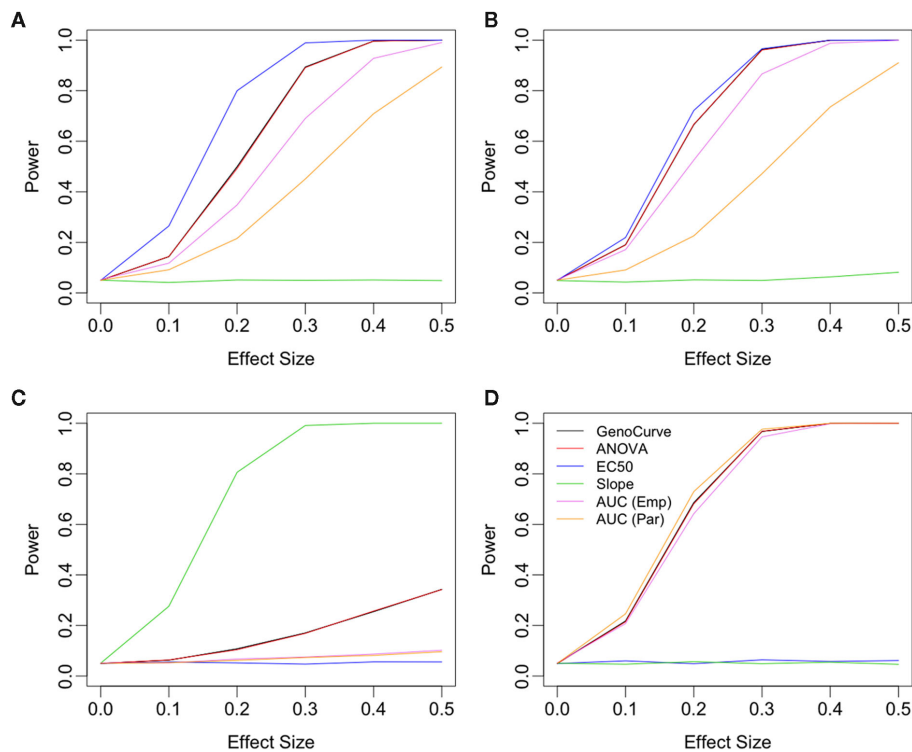 A
Power
0.0 0.2 0.4 0.6 0.8 1.0
0.0 0.1 0.2 0.3 0.4 0.5
Effect Size
B
Power
0.0 0.2 0.4 0.6 0.8 1.0
0.0 0.1 0.2 0.3 0.4 0.5
Effect Size
C
Power
0.0 0.2 0.4 0.6 0.8 1.0
0.0 0.1 0.2 0.3 0.4 0.5
Effect Size
D
Power
0.0 0.2 0.4 0.6 0.8 1.0
GenoCurve
ANOVA
EC50
Slope
AUC (Emp)
AUC (Par)
0.0 0.1 0.2 0.3 0.4 0.5
Effect Size